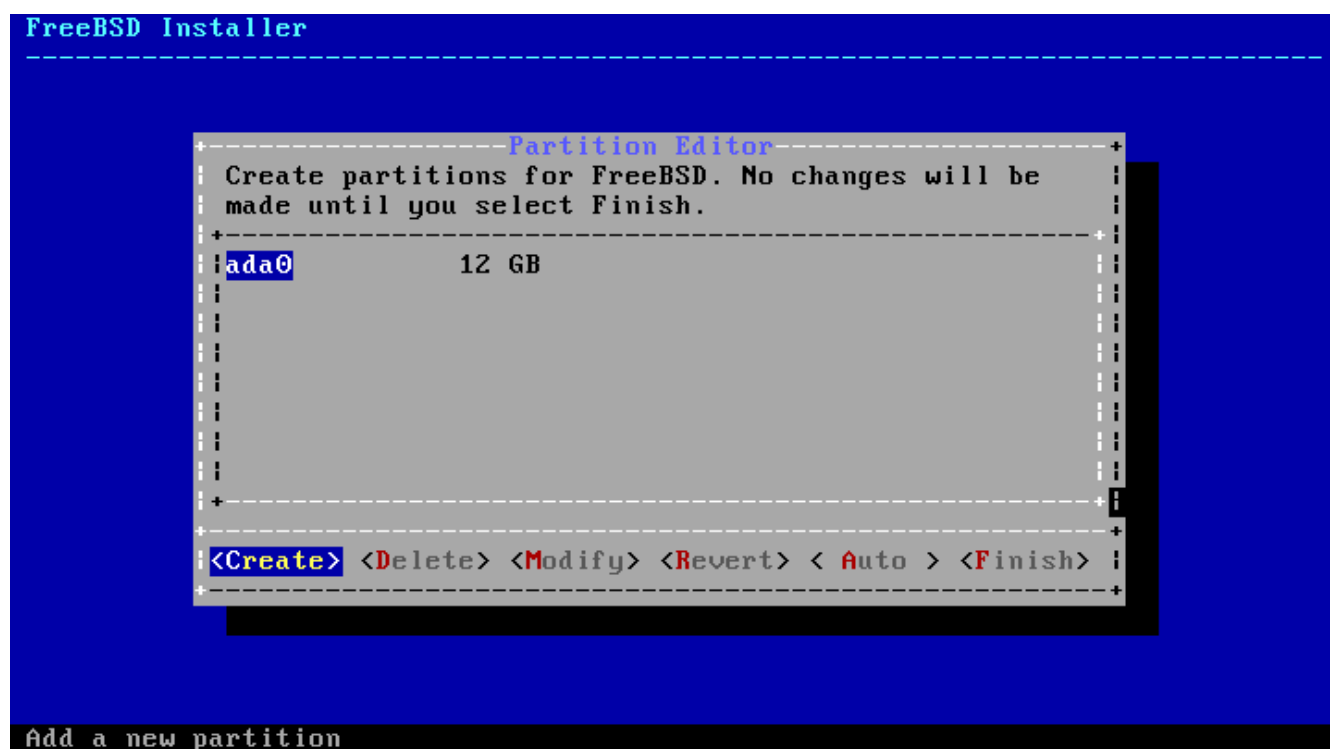 FreeBSD Installer
Partition Editor
Create partitions for FreeBSD. No changes will be
made until you select Finish.
ada0 12 GB
<Create> <Delete> <Modify> <Revert> < Auto > <Finish>
Add a new partition